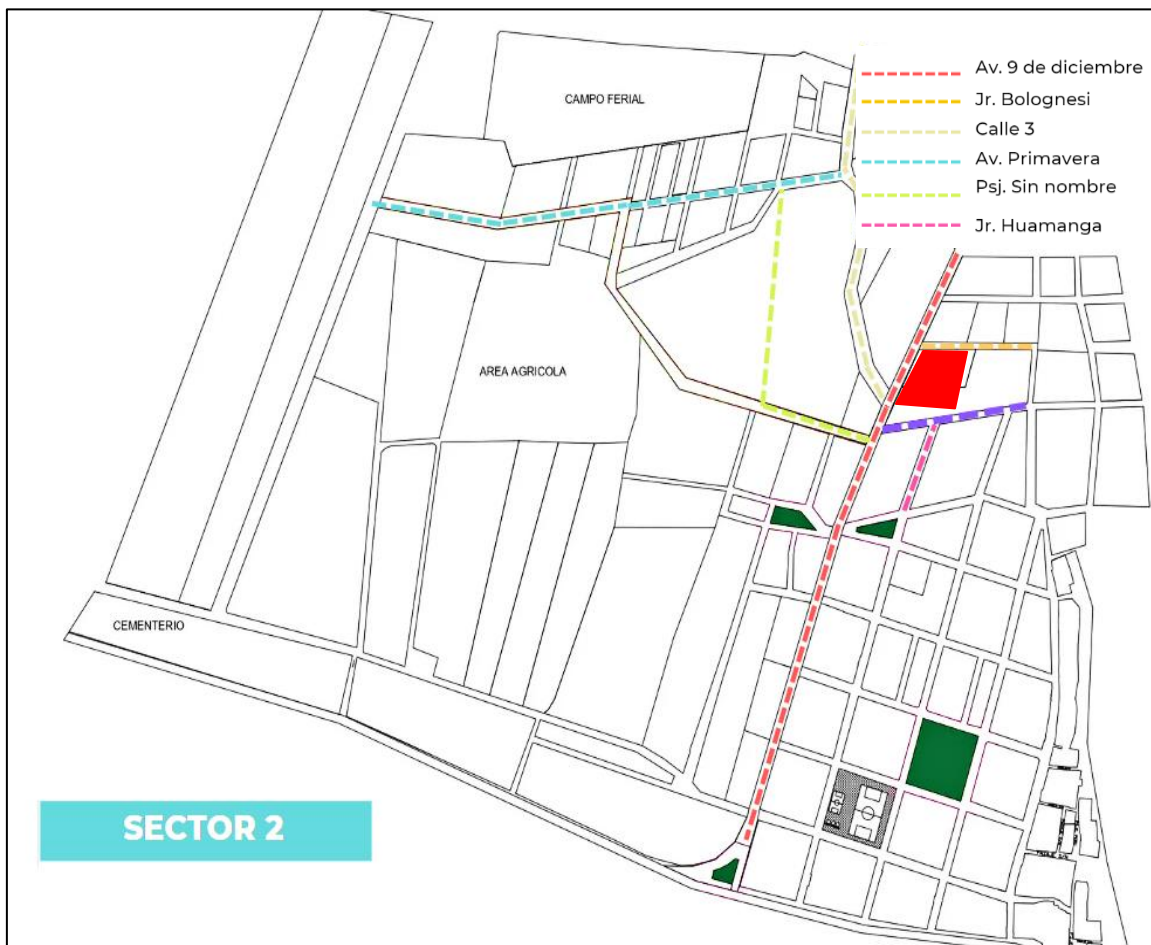 Av. 9 de diciembre
Jr. Bolognesi
Calle 3
Av. Primavera
Psj. Sin nombre
Jr. Huamanga
CAMPO FERIAL
AREA AGRICOLA
CEMENTERIO
SECTOR 2